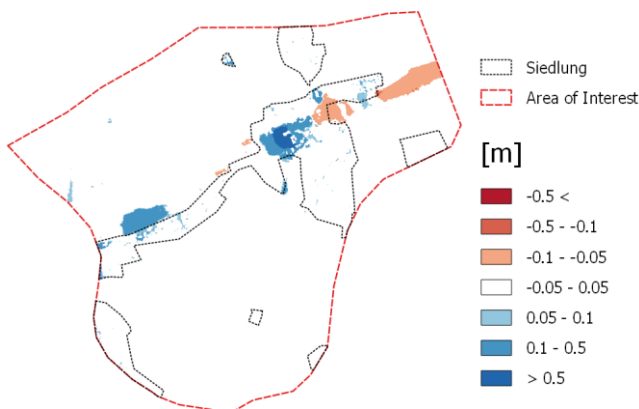 Siedlung
Area of Interest
[m]
-0.5 <
-0.5 - -0.1
-0.1 - -0.05
-0.05 - 0.05
0.05 - 0.1
0.1 - 0.5
> 0.5